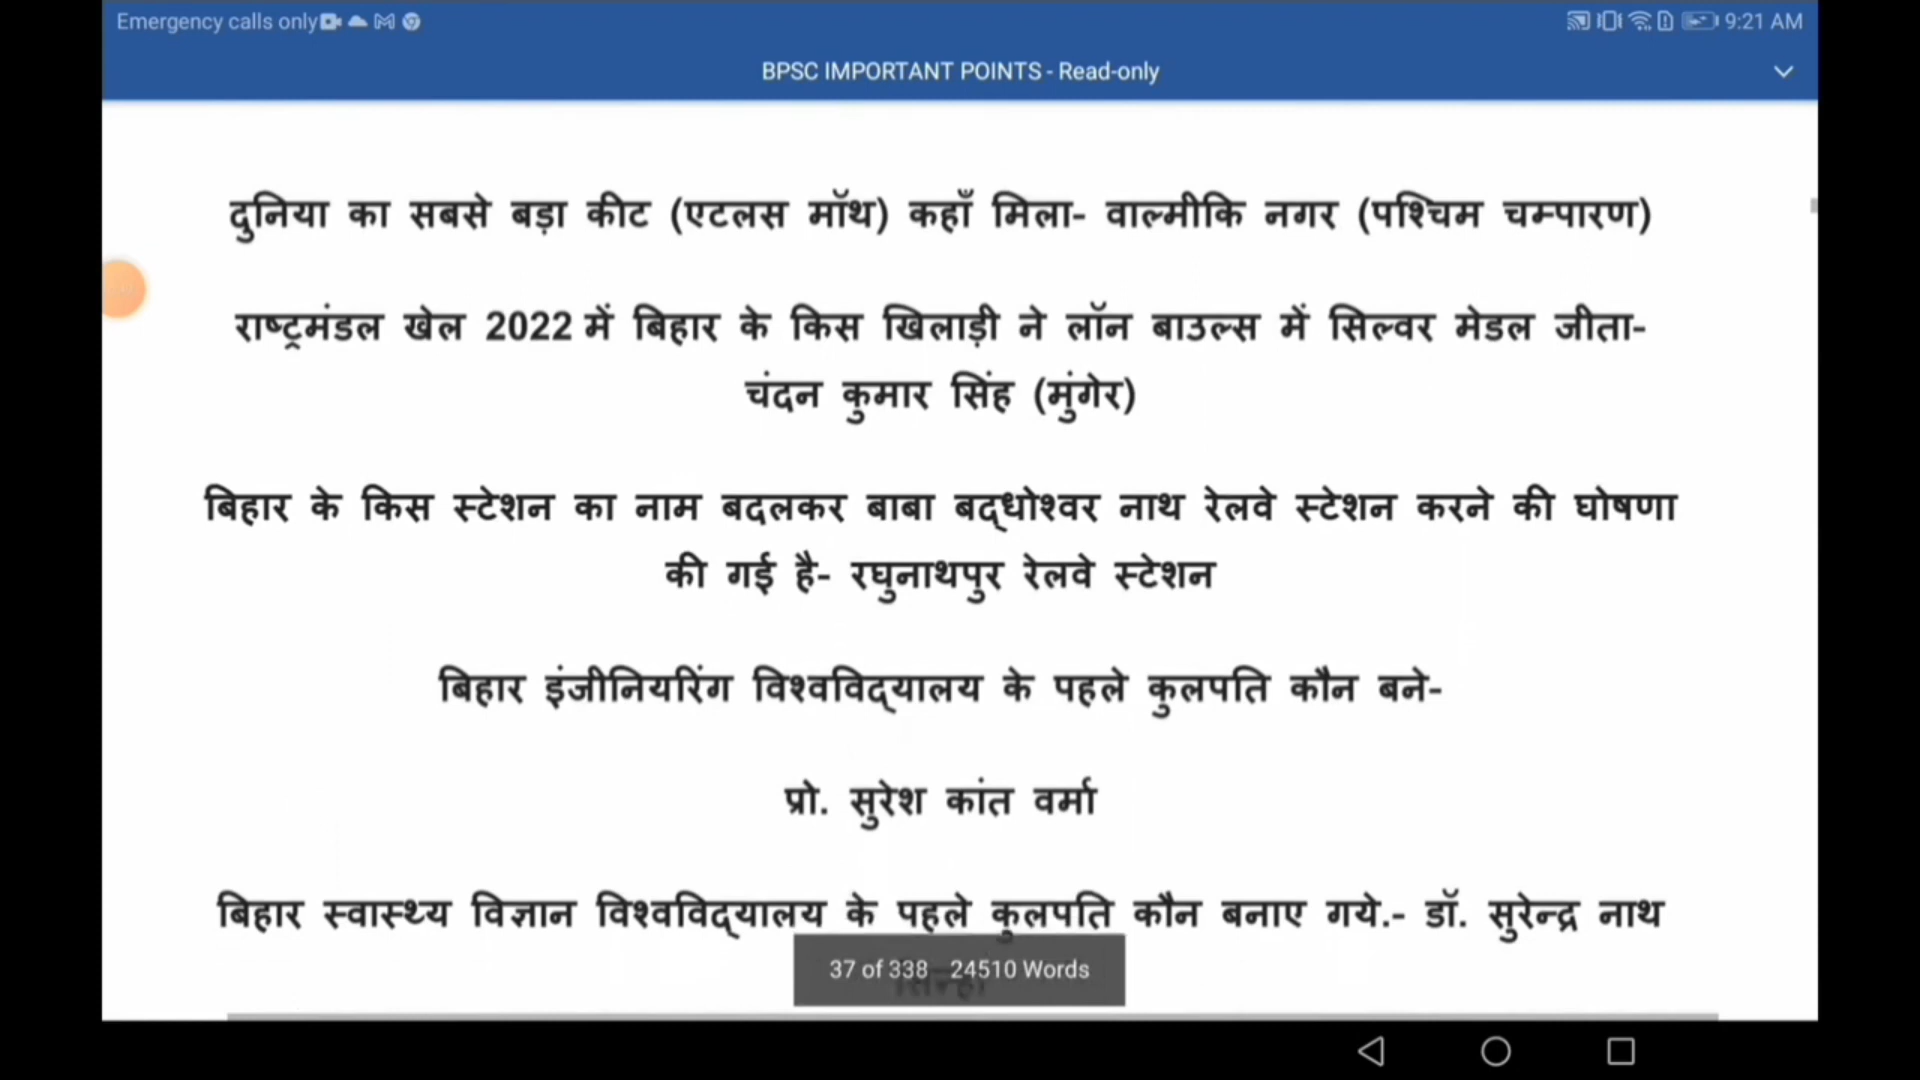 Emergency calls only
9:21 AM
BPSC IMPORTANT POINTS - Read-only
दुनिया का सबसे बड़ा कीट (एटलस मॉथ) कहाँ मिला- वाल्मीकि नगर (पश्चिम चम्पारण)
राष्ट्रमंडल खेल 2022 में बिहार के किस खिलाड़ी ने लॉन बाउल्स में सिल्वर मेडल जीता-
चंदन कुमार सिंह (मुंगेर)
बिहार के किस स्टेशन का नाम बदलकर बाबा बद्धोश्वर नाथ रेलवे स्टेशन करने की घोषणा
की गई है- रघुनाथपुर रेलवे स्टेशन
बिहार इंजीनियरिंग विश्वविद्यालय के पहले कुलपति कौन बने-
प्रो. सुरेश कांत वर्मा
बिहार स्वास्थ्य विज्ञान विश्वविद्यालय के पहले कुलपति कौन बनाए गये.- डॉ. सुरेन्द्र नाथ
37 of 338 24510 Words